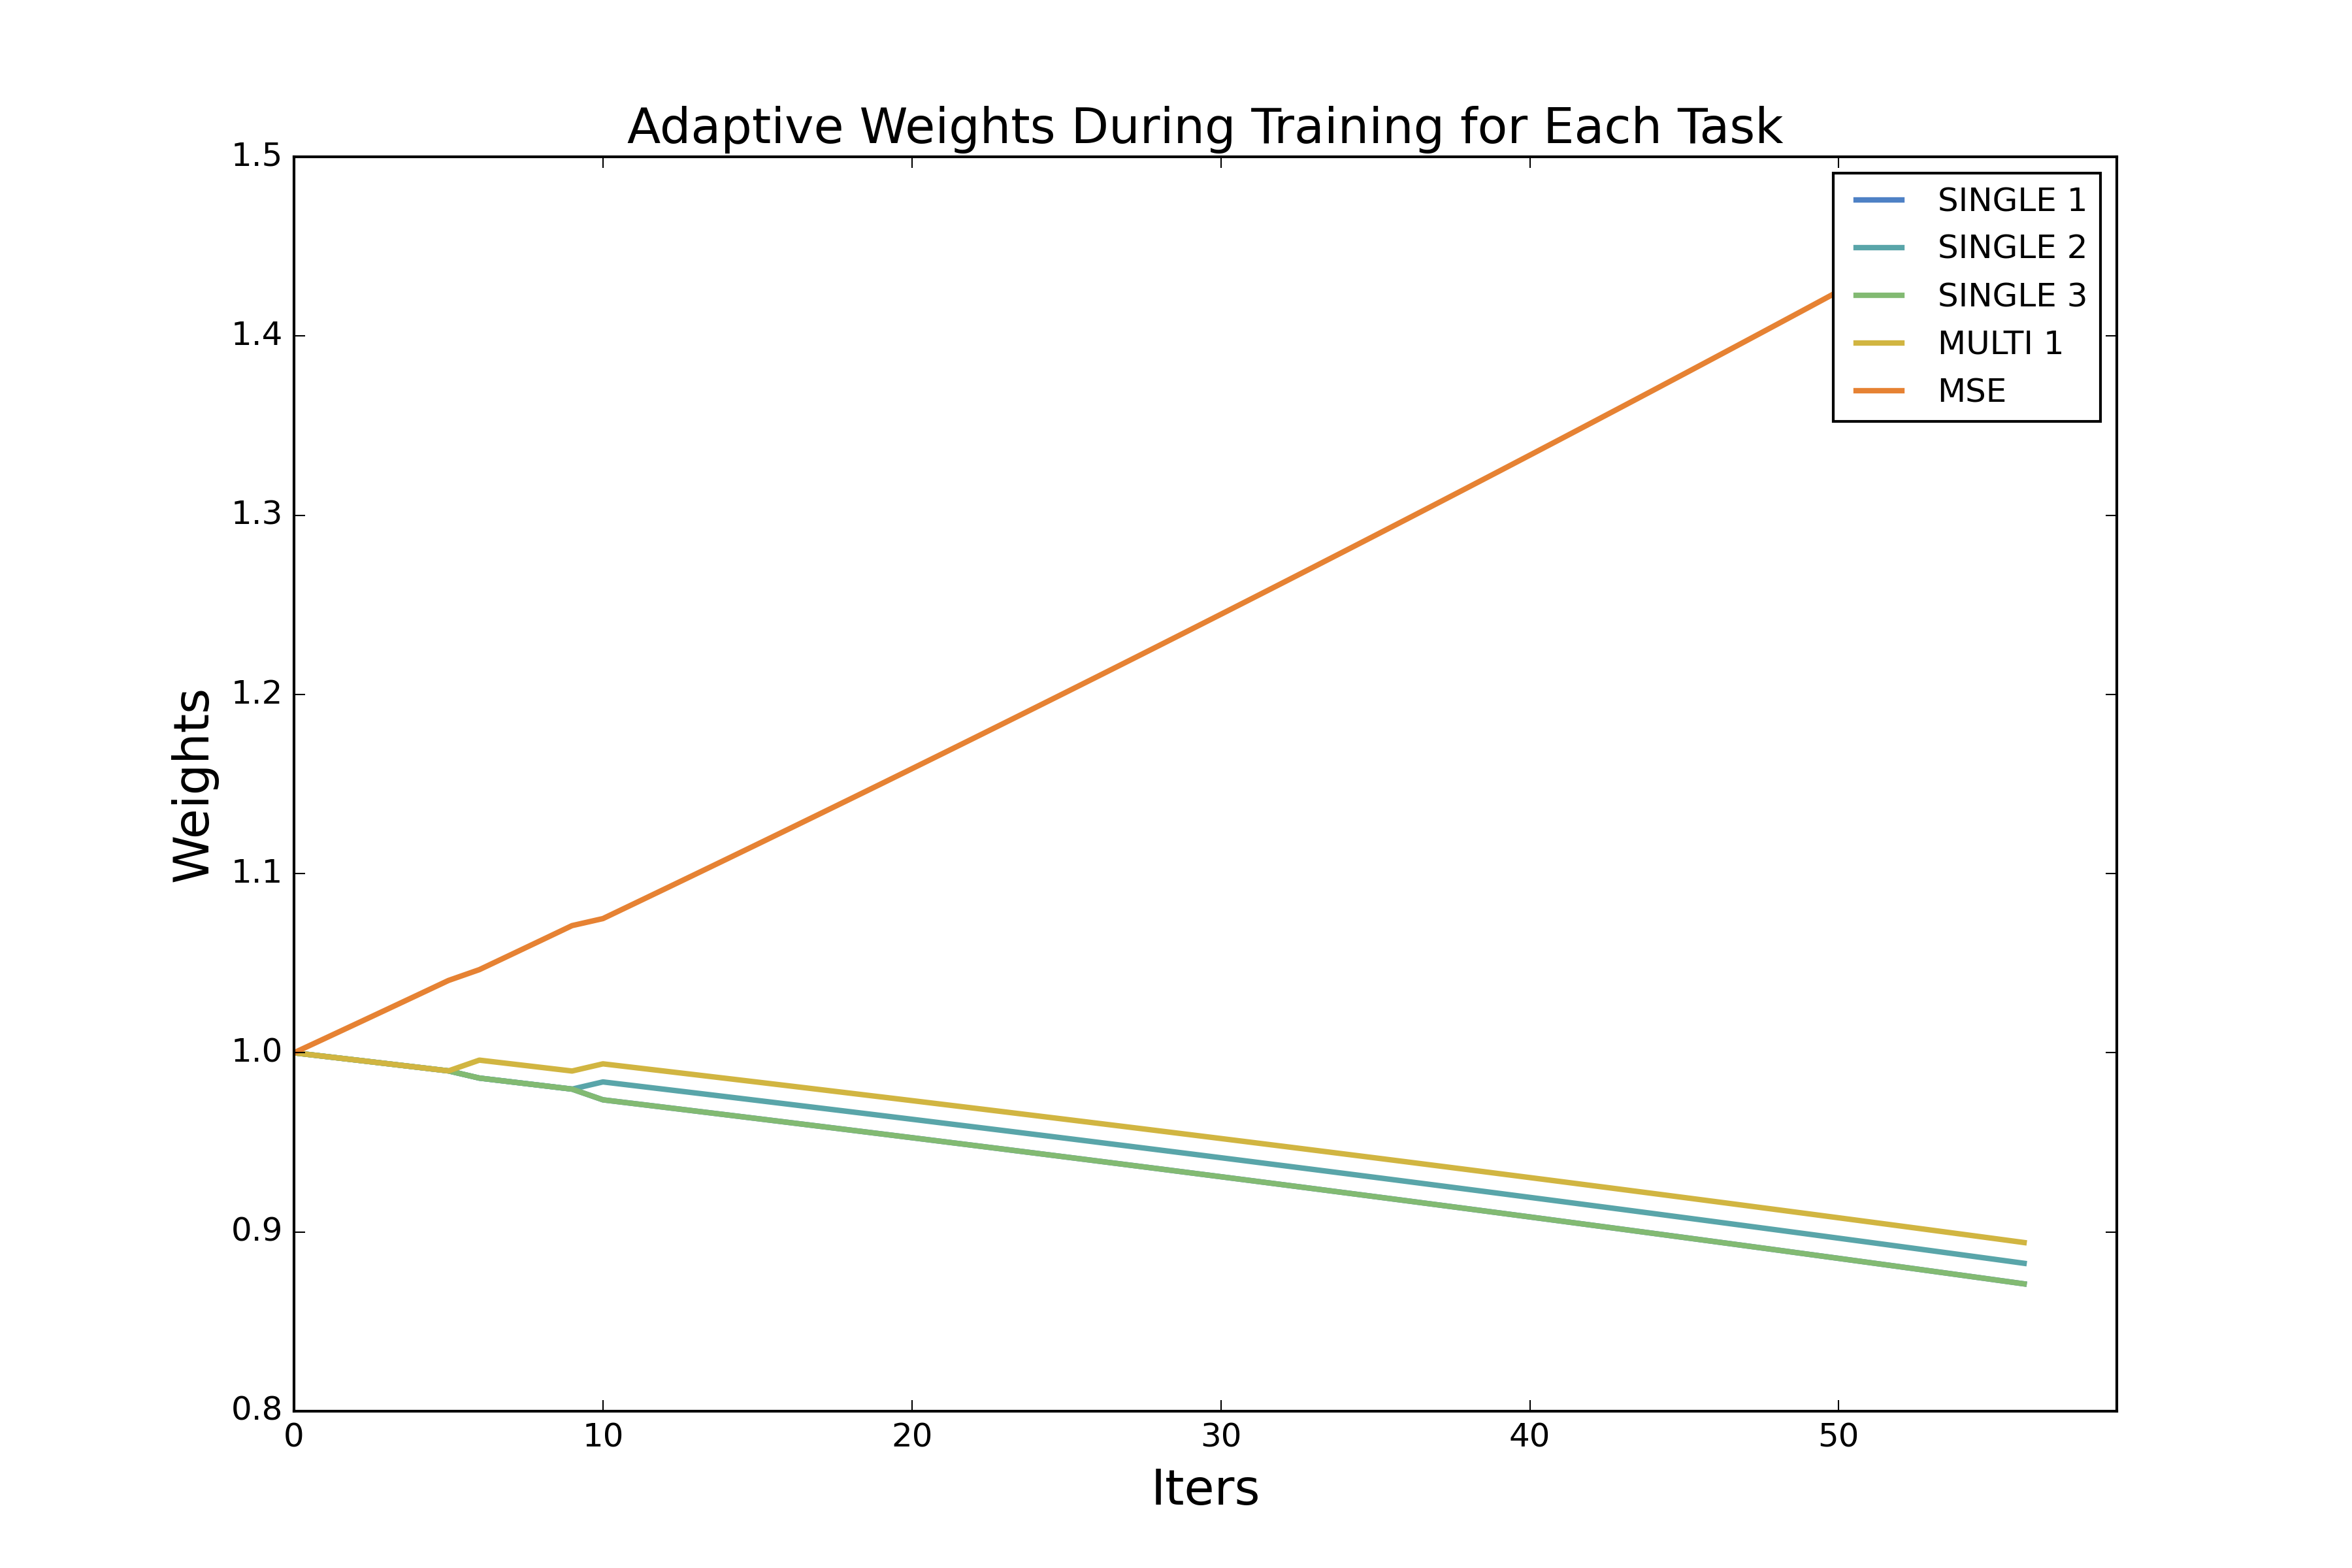 Adaptive Weights During Training for Each Task
1.5
1.4
1.3
1.2
1.1
1.0
0.9
0.8
Weights
SINGLE 1
SINGLE 2
SINGLE 3
MULTI 1
MSE
0 10 20 30 40 50
Iters